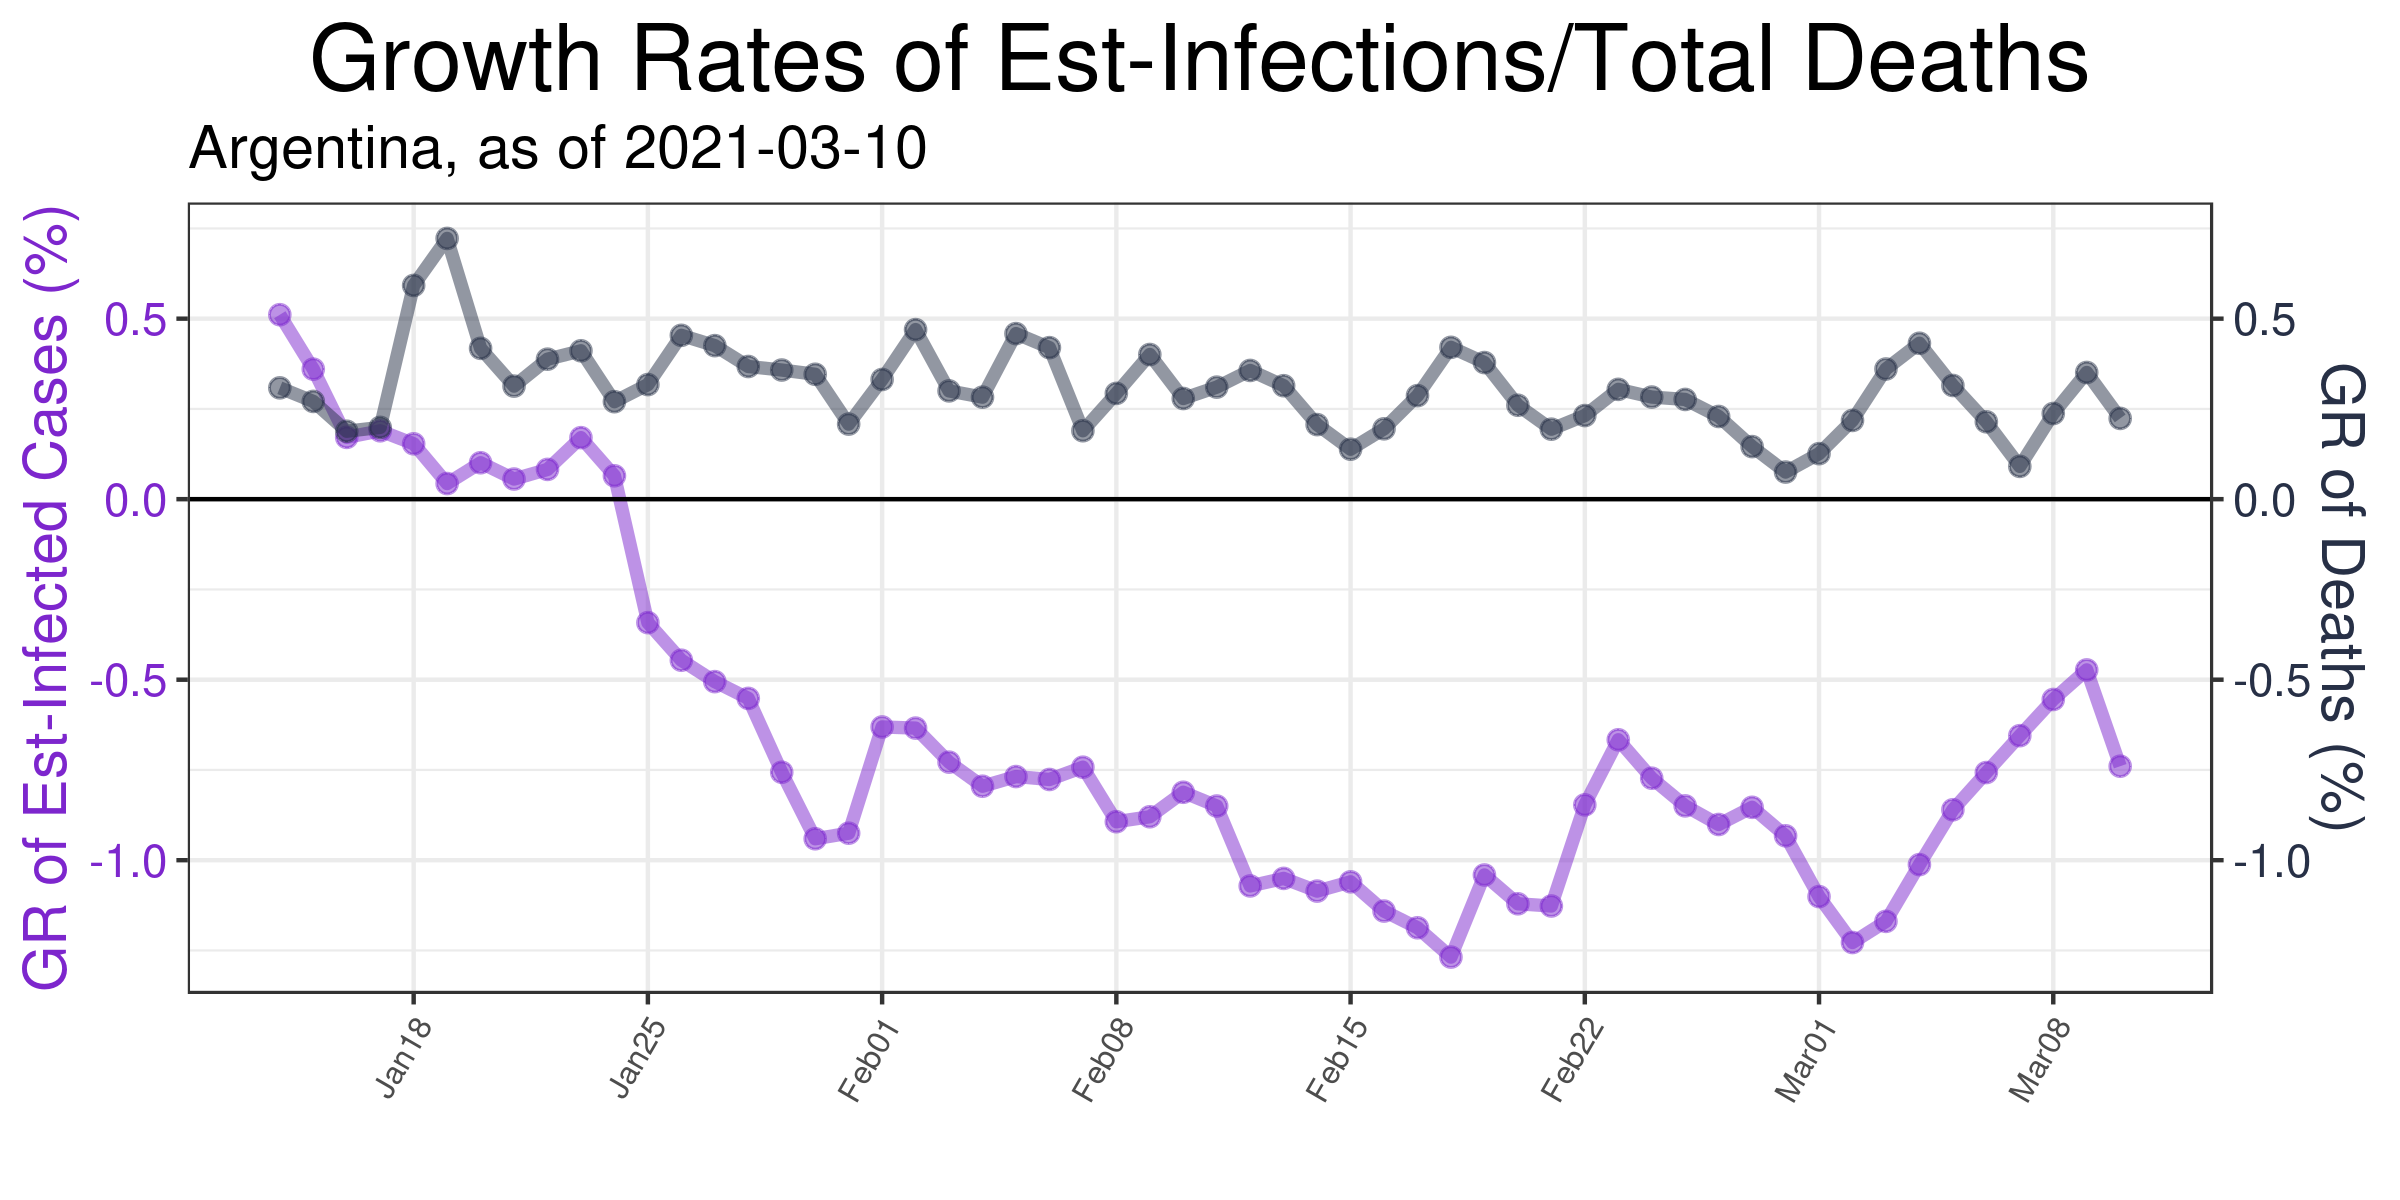 Growth Rates of Est-Infections/Total Deaths
Argentina, as of 2021-03-10
GR of Est-Infected Cases (%)
0.5
0.0
-0.5
-1.0
0.5
0.0
-0.5
-1.0
GR of Deaths (%)
Jan18
Jan25
Feb01
Feb08
Feb15
Feb22
Mar01
Mar08